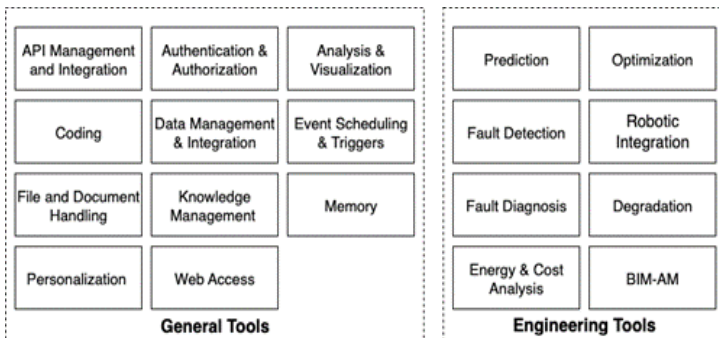 API Management
and Integration
Authentication &
Authorization
Analysis &
Visualization
Coding
Data Management
& Integration
Event Scheduling
& Triggers
File and Document
Handling
Knowledge
Management
Memory
Personalization
Web Access
General Tools
Prediction
Optimization
Fault Detection
Robotic
Integration
Fault Diagnosis
Degradation
Energy & Cost
Analysis
BIM-AM
Engineering Tools